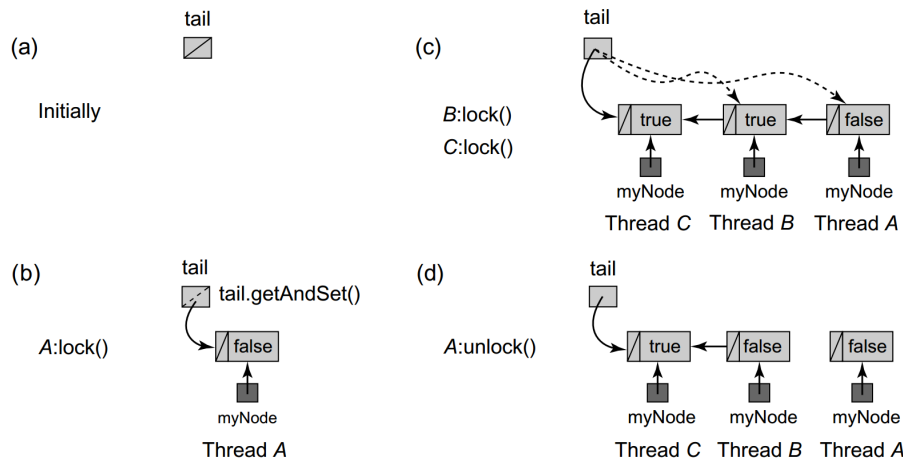 (a)
tail
Initially
(b)
tail
tail.getAndSet()
A:lock()
false
myNode
Thread A
(c)
tail
B:lock()
C:lock()
true
true
false
myNode
myNode
myNode
Thread C
Thread B
Thread A
(d)
tail
A:unlock()
true
false
false
myNode
myNode
myNode
Thread C
Thread B
Thread A